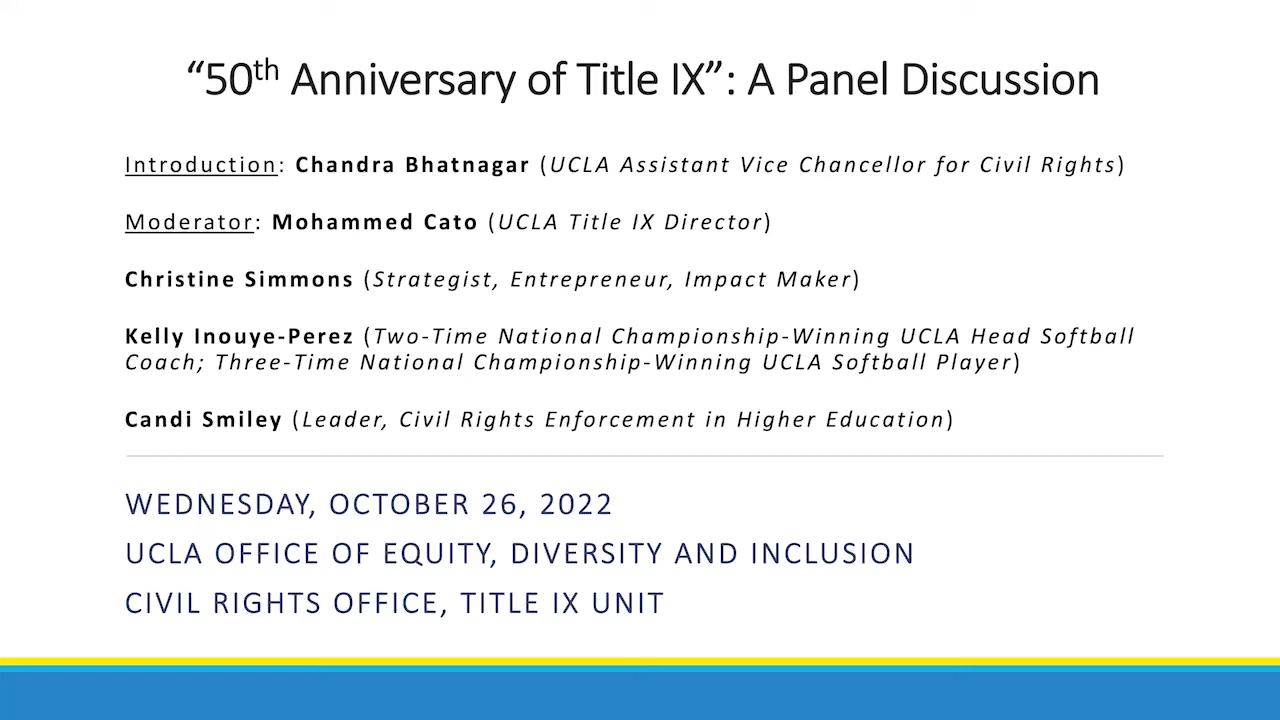 “50th Anniversary of Title IX”: A Panel Discussion
Introduction: Chandra Bhatnagar (UCLA Assistant Vice Chancellor for Civil Rights)
Moderator: Mohammed Cato (UCLA Title IX Director)
Christine Simmons (Strategist, Entrepreneur, Impact Maker)
Kelly Inouye-Perez (Two-Time National Championship-Winning UCLA Head Softball
Coach; Three-Time National Championship-Winning UCLA Softball Player)
Candi Smiley (Leader, Civil Rights Enforcement in Higher Education)
WEDNESDAY, OCTOBER 26, 2022
UCLA OFFICE OF EQUITY, DIVERSITY AND INCLUSION
CIVIL RIGHTS OFFICE, TITLE IX UNIT